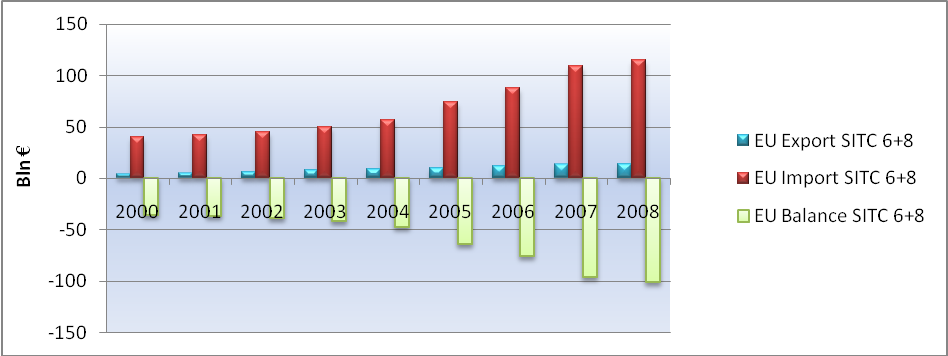 150
100
50
0
-50
-100
-150
Bln €
2000 2001 2002 2003 2004 2005 2006 2007 2008
EU Export SITC 6+8
EU Import SITC 6+8
EU Balance SITC 6+8